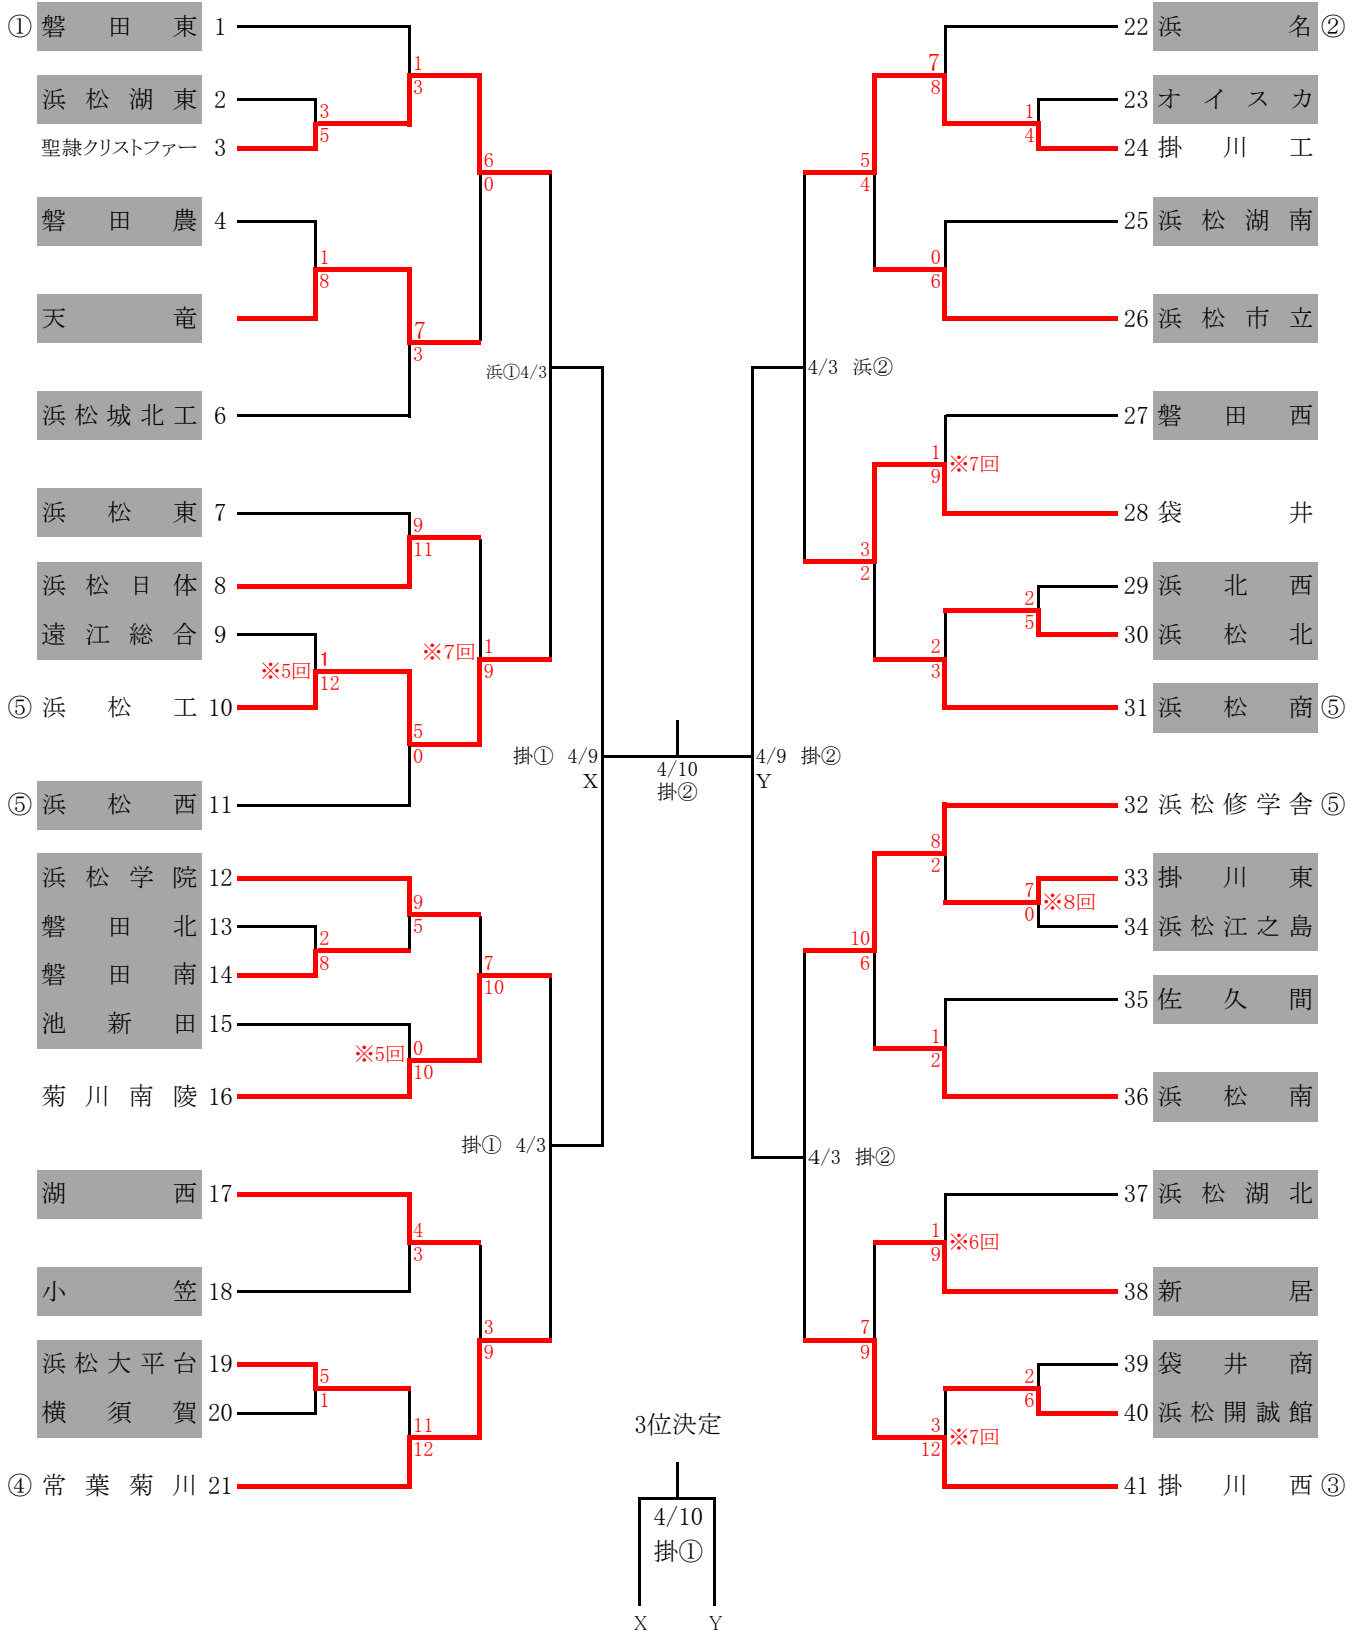 ① 磐田東 1
浜松湖東 2
3
5
聖隷クリストファー 3
1
3
磐田農 4
1
8
天竜
7
3
浜松城北工 6
6
0
浜①4/3
浜松東 7
9
11
浜松日体 8
遠江総合 9
※5回 1
12
⑤ 浜松工 10
5
0
⑤ 浜松西 11
※7回 1
9
掛① 4/9
X
浜松学院 12
9
5
磐田北 13
2
8
磐田南 14
池新田 15
※5回 0
10
菊川南陵 16
7
10
掛① 4/3
湖西 17
4
3
小笠 18
浜松大平台 19
5
1
横須賀 20
11
12
④ 常葉菊川 21
3
9
4/10
掛②
22 浜名 ②
7
8
23 オイスカ
1
4
24 掛川工
5
4
25 浜松湖南
0
6
26 浜松市立
4/3 浜②
27 磐田西
1 ※7回
9
28 袋井
3
2
29 浜北西
2
5
30 浜松北
2
3
31 浜松商 ⑤
4/9 掛②
Y
32 浜松修学舎 ⑤
8
2
33 掛川東
7 ※8回
0
34 浜松江之島
10
6
35 佐久間
1
2
36 浜松南
4/3 掛②
37 浜松湖北
1 ※6回
9
38 新居
7
9
39 袋井商
2
6
40 浜松開誠館
3 ※7回
12
41 掛川西 ③
3位決定
4/10
掛①
X Y